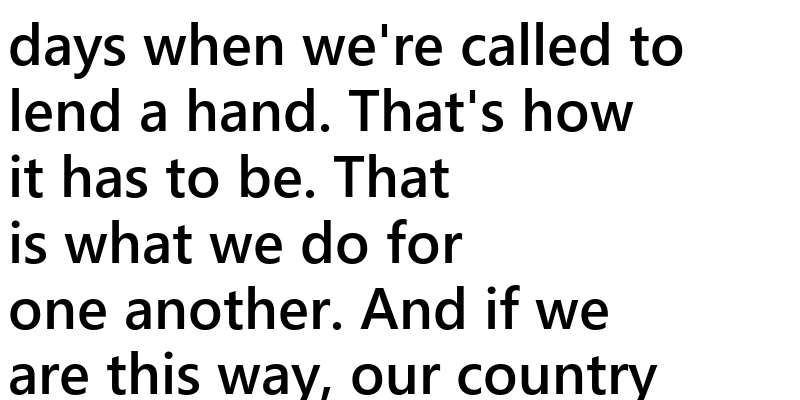 days when we're called to
lend a hand. That's how
it has to be. That
is what we do for
one another. And if we
are this way, our country